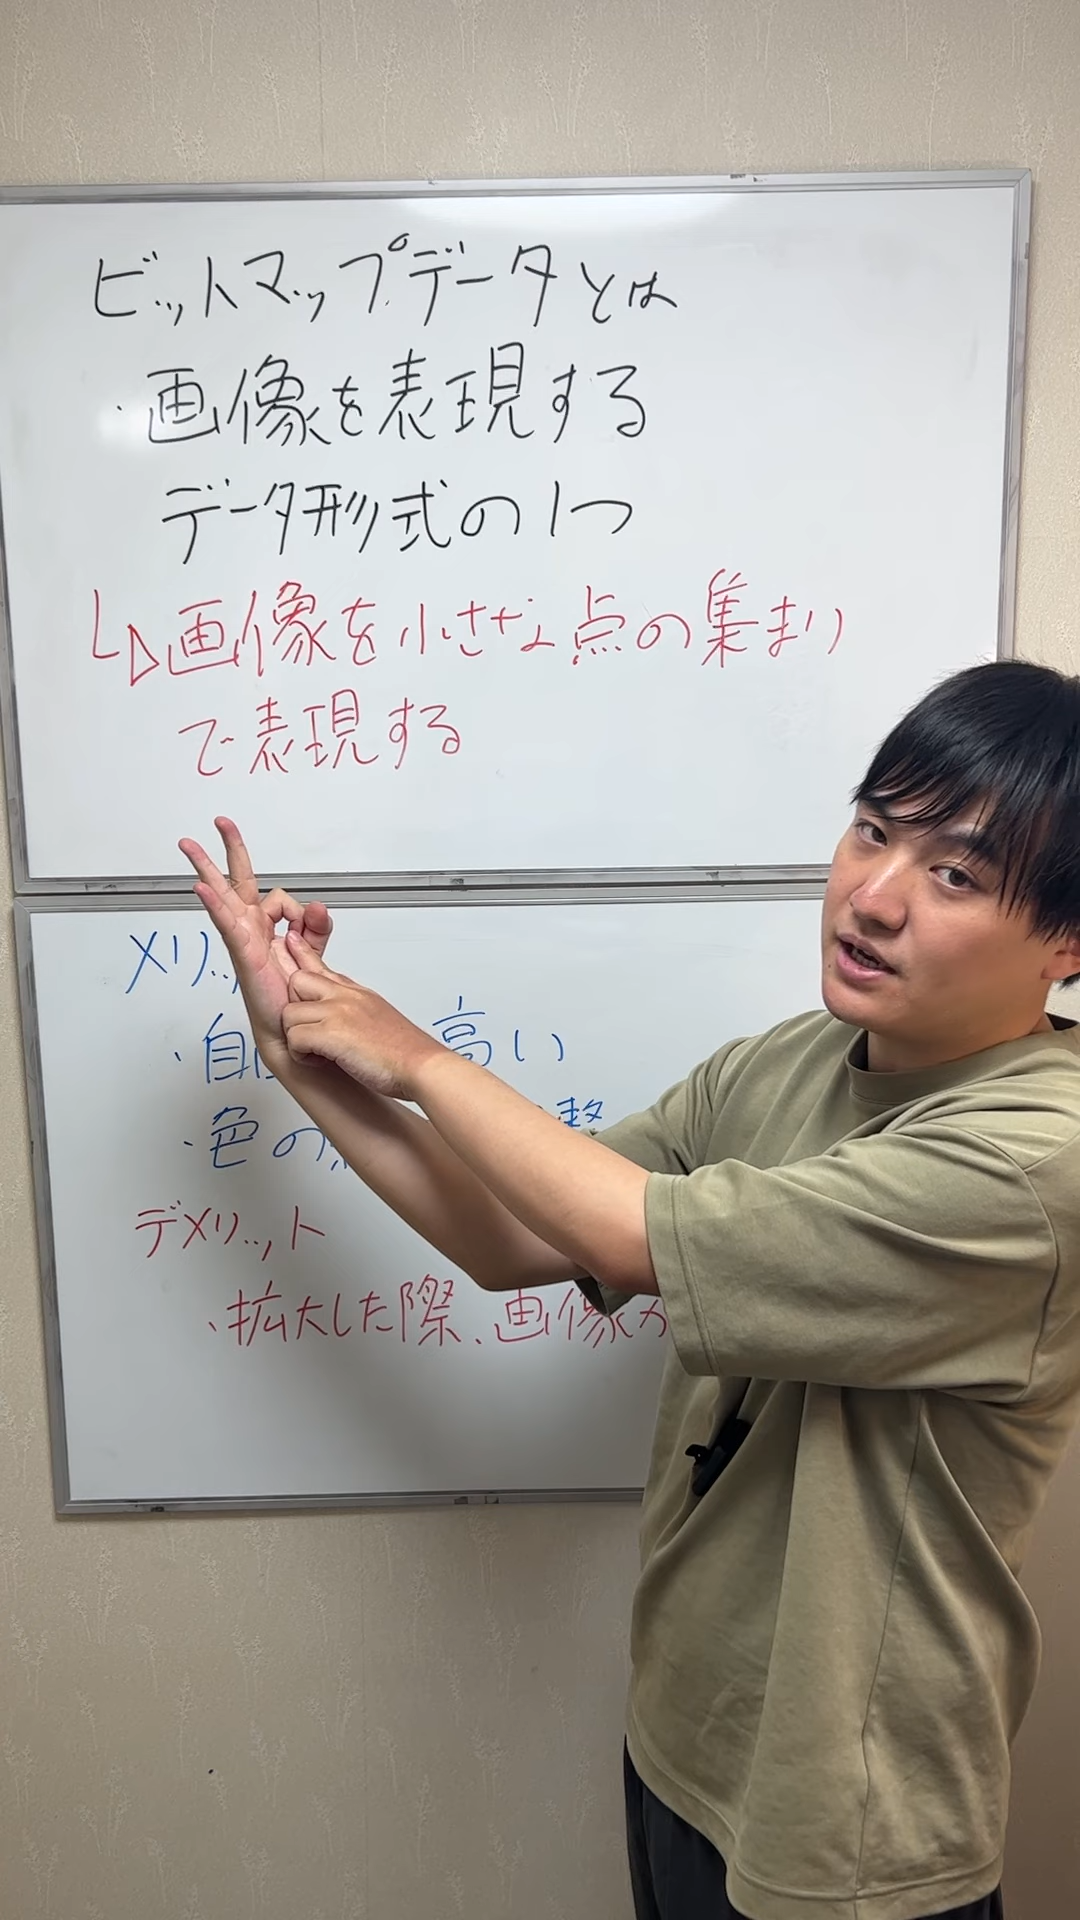 ビットマップデータとは
・画像を表現する
データ形式の1つ
↳画像を小さな点の集まり
で表現する
メリッ
・自 高い
・色の 整
デメリット
・拡大した際、画像が